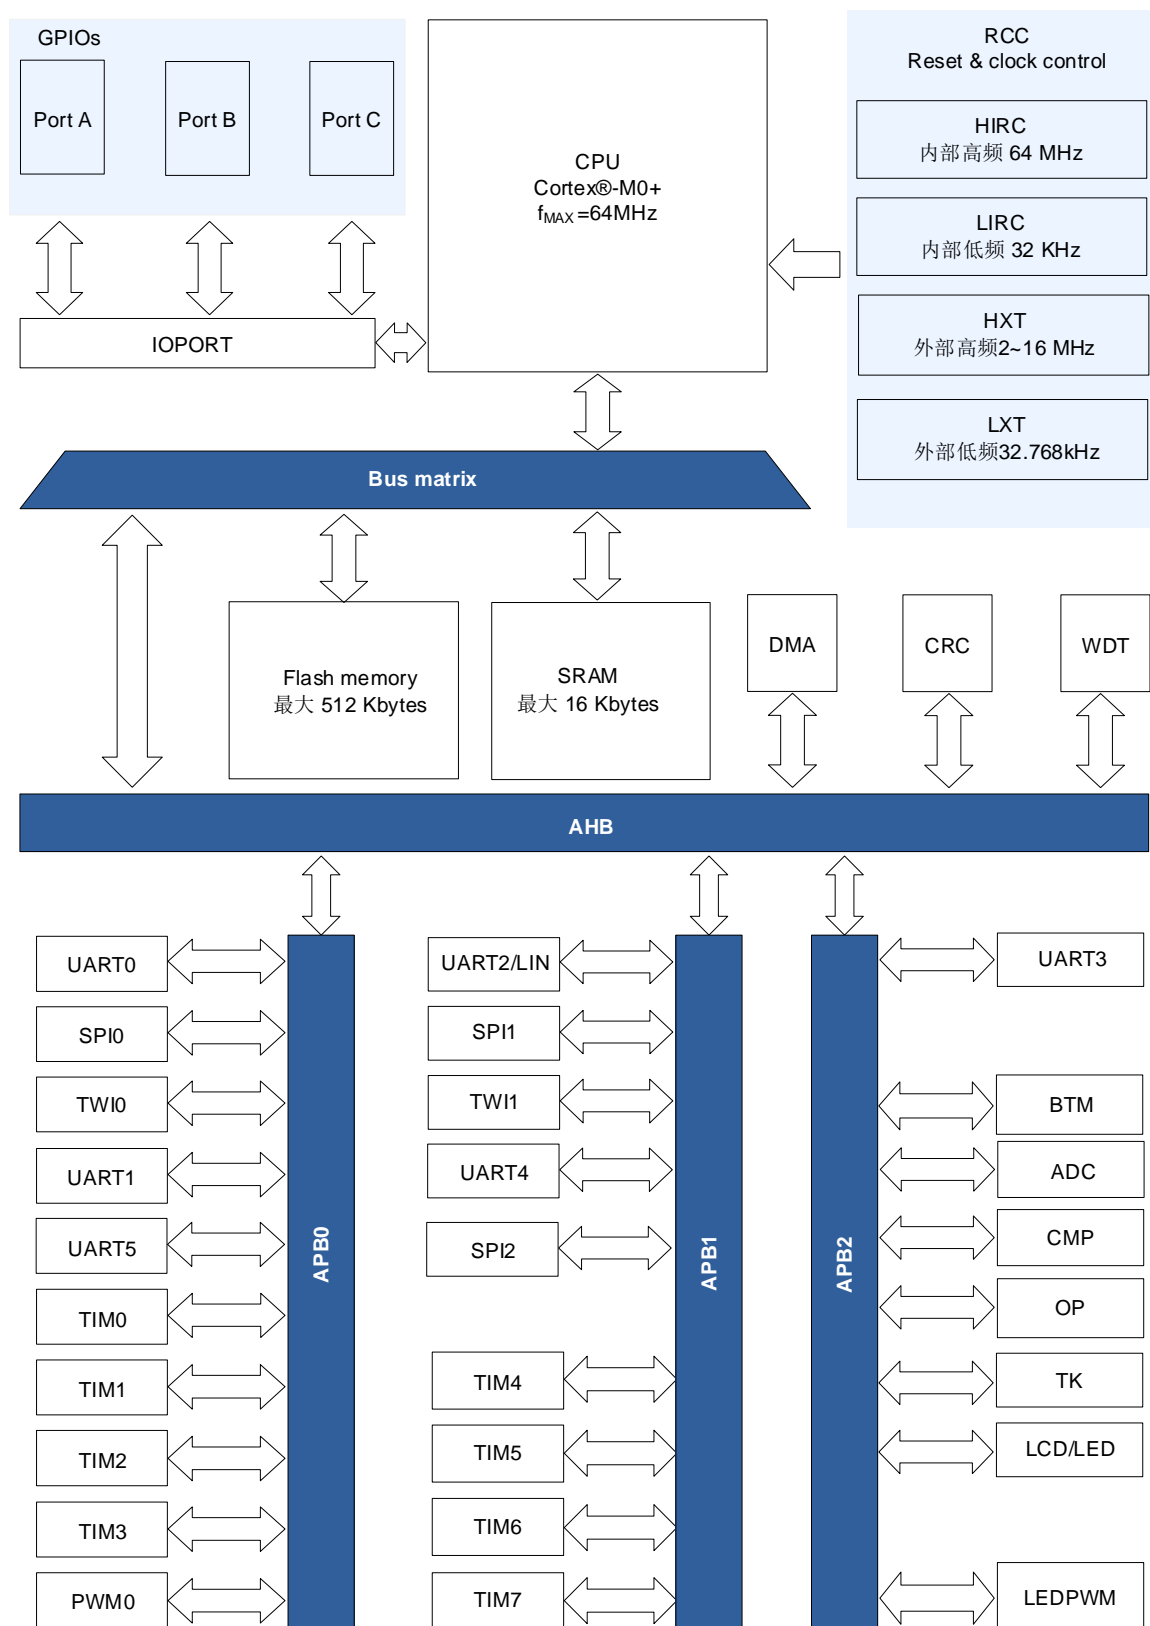 GPIOs
Port A
Port B
Port C
IOPORT
CPU
Cortex®-M0+
fMAX=64MHz
RCC
Reset & clock control
HIRC
内部高频 64 MHz
LIRC
内部低频 32 KHz
HXT
外部高频2~16 MHz
LXT
外部低频32.768kHz
Bus matrix
Flash memory
最大 512 Kbytes
SRAM
最大 16 Kbytes
DMA
CRC
WDT
AHB
UART0
SPI0
TWI0
UART1
UART5
TIM0
TIM1
TIM2
TIM3
PWM0
APB0
UART2/LIN
SPI1
TWI1
UART4
SPI2
TIM4
TIM5
TIM6
TIM7
APB1
APB2
UART3
BTM
ADC
CMP
OP
TK
LCD/LED
LEDPWM